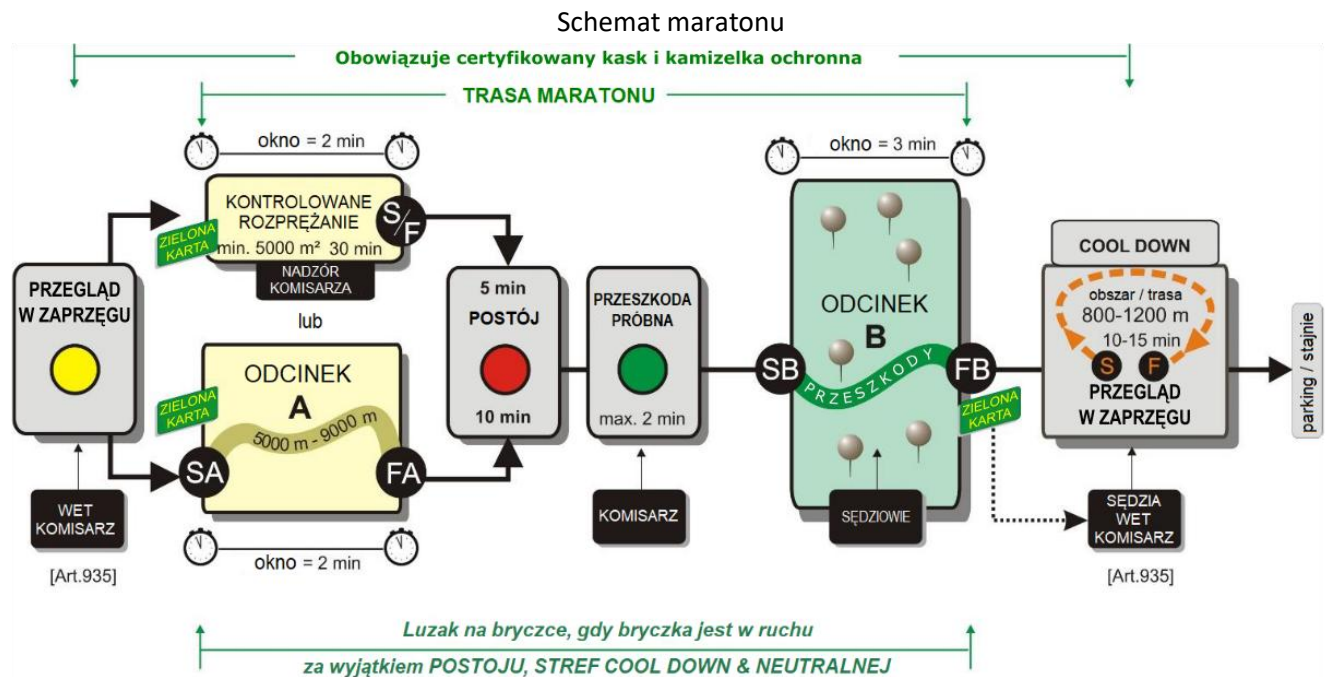 Schemat maratonu
Obowiązuje certyfikowany kask i kamizelka ochronna
TRASA MARATONU
okno = 2 min
okno = 3 min
PRZEGLĄD
W ZAPRZĘGU
WET
KOMISARZ
[Art.935]
ZIELONA
KARTA
KONTROLOWANE
ROZPRĘŻANIE
min. 5000 m² 30 min
S/F
NADZÓR
KOMISARZA
lub
ZIELONA
KARTA
ODCINEK
A
5000 m - 9000 m
SA
FA
okno = 2 min
5 min
POSTÓJ
10 min
PRZESZKODA
PRÓBNA
max. 2 min
KOMISARZ
ODCINEK
B
SB
PRZESZKODY
FB
SĘDZIOWIE
ZIELONA
KARTA
COOL DOWN
obszar / trasa
800-1200 m
10-15 min
S F
PRZEGLĄD
W ZAPRZĘGU
SĘDZIA
WET
KOMISARZ
[Art.935]
parking / stajnie
Luzak na bryczce, gdy bryczka jest w ruchu
za wyjątkiem POSTOJU, STREF COOL DOWN & NEUTRALNEJ